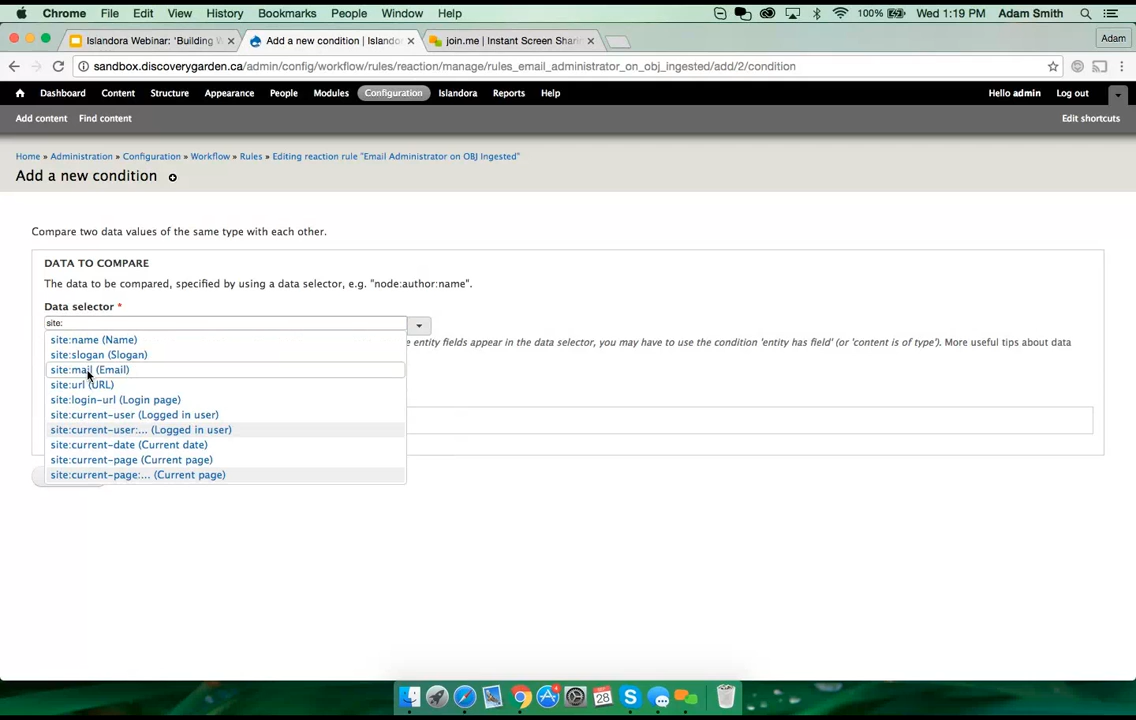 Chrome File Edit View History Bookmarks People Window Help 100% Wed 1:19 PM Adam Smith
Islandora Webinar: 'Building Add a new condition | Islando join.me | Instant Screen Shari Adam
sandbox.discoverygarden.ca/admin/config/workflow/rules/reaction/manage/rules_email_administrator_on_obj_ingested/add/2/condition
Dashboard Content Structure Appearance People Modules Configuration Islandora Reports Help Hello admin Log out
Add content Find content Edit shortcuts
Home » Administration » Configuration » Workflow » Rules » Editing reaction rule "Email Administrator on OBJ Ingested"
Add a new condition
Compare two data values of the same type with each other.
DATA TO COMPARE
The data to be compared, specified by using a data selector, e.g. "node:author:name".
Data selector *
site:
site:name (Name)
entity fields appear in the data selector, you may have to use the condition 'entity has field' (or 'content is of type'). More useful tips about data
site:slogan (Slogan)
site:mail (Email)
site:url (URL)
site:login-url (Login page)
site:current-user (Logged in user)
site:current-user:... (Logged in user)
site:current-date (Current date)
site:current-page (Current page)
site:current-page:... (Current page)
28